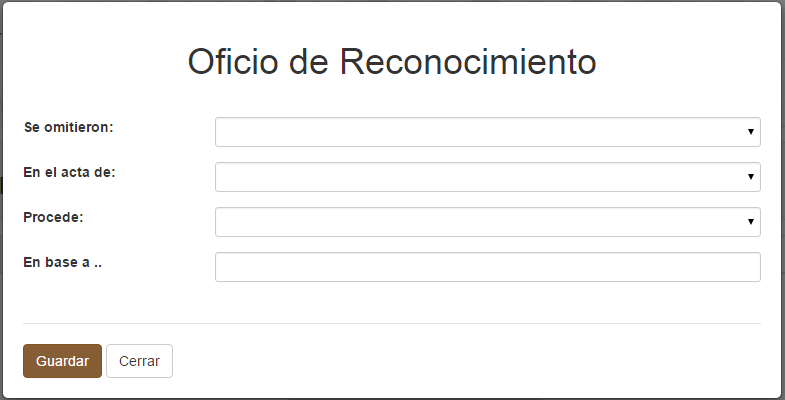 Oficio de Reconocimiento
Se omitieron:
En el acta de:
Procede:
En base a ..
Guardar Cerrar